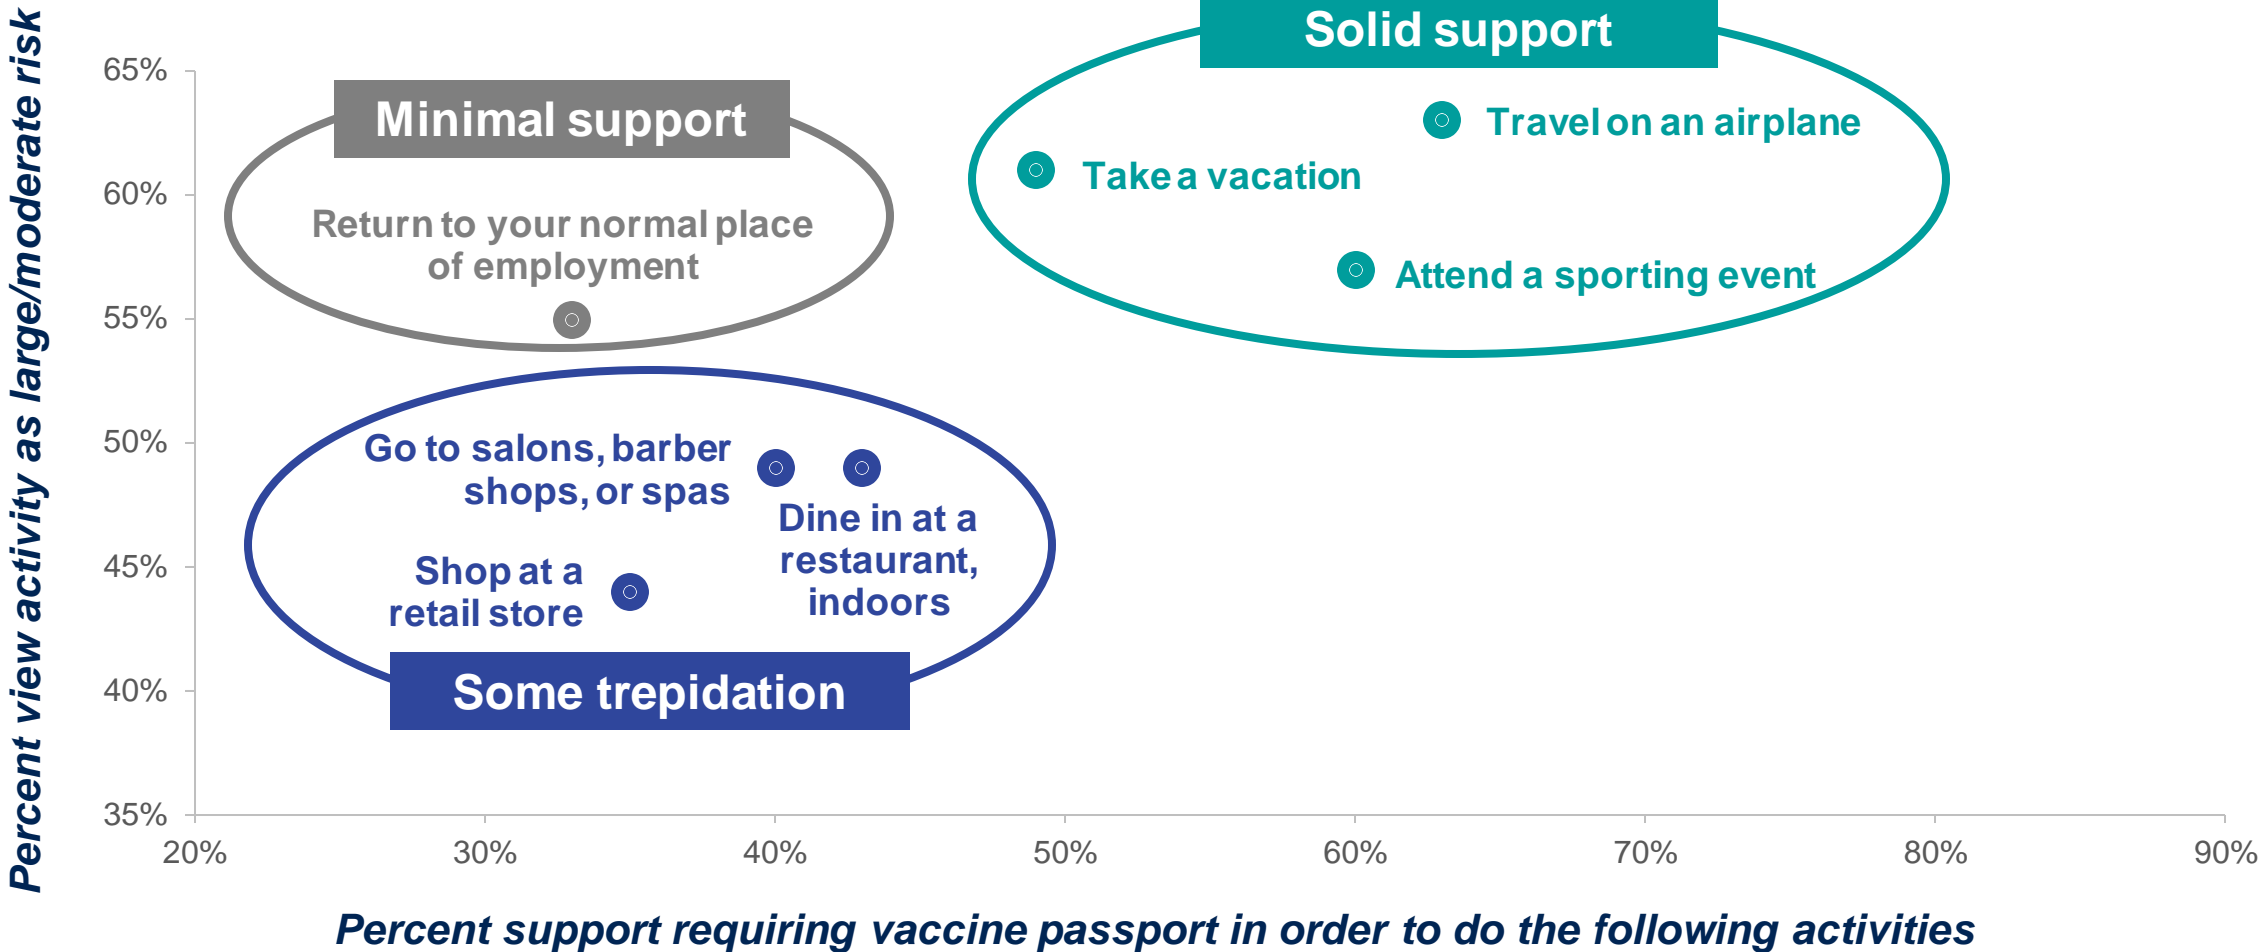 Percent view activity as large/moderate risk
Solid support
65%
Minimal support
Travel on an airplane
Take a vacation
60%
Return to your normal place
of employment
Attend a sporting event
55%
50%
Go to salons, barber
shops, or spas
Dine in at a
restaurant,
indoors
45%
Shop at a
retail store
40%
Some trepidation
35%
20%
30%
40%
50%
60%
70%
80%
90%
Percent support requiring vaccine passport in order to do the following activities